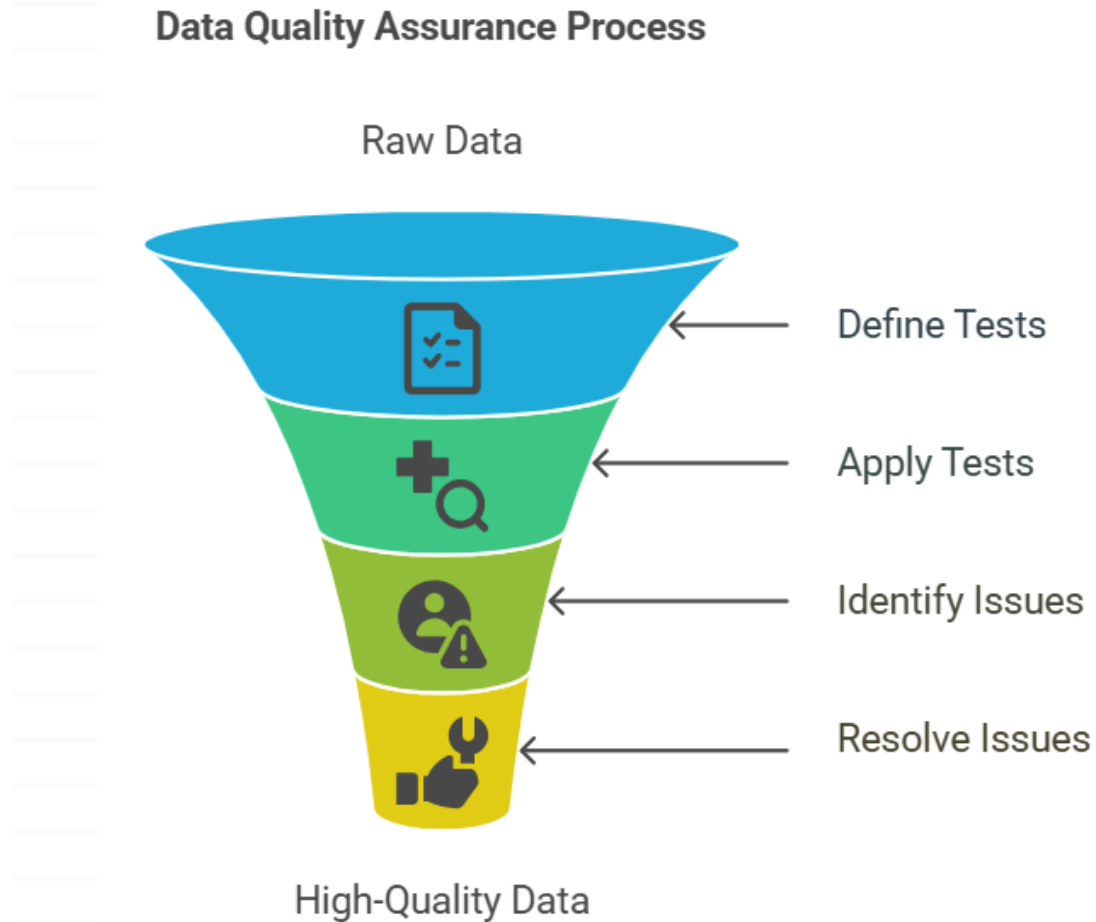 Data Quality Assurance Process
Raw Data
Define Tests
Apply Tests
Identify Issues
Resolve Issues
High-Quality Data